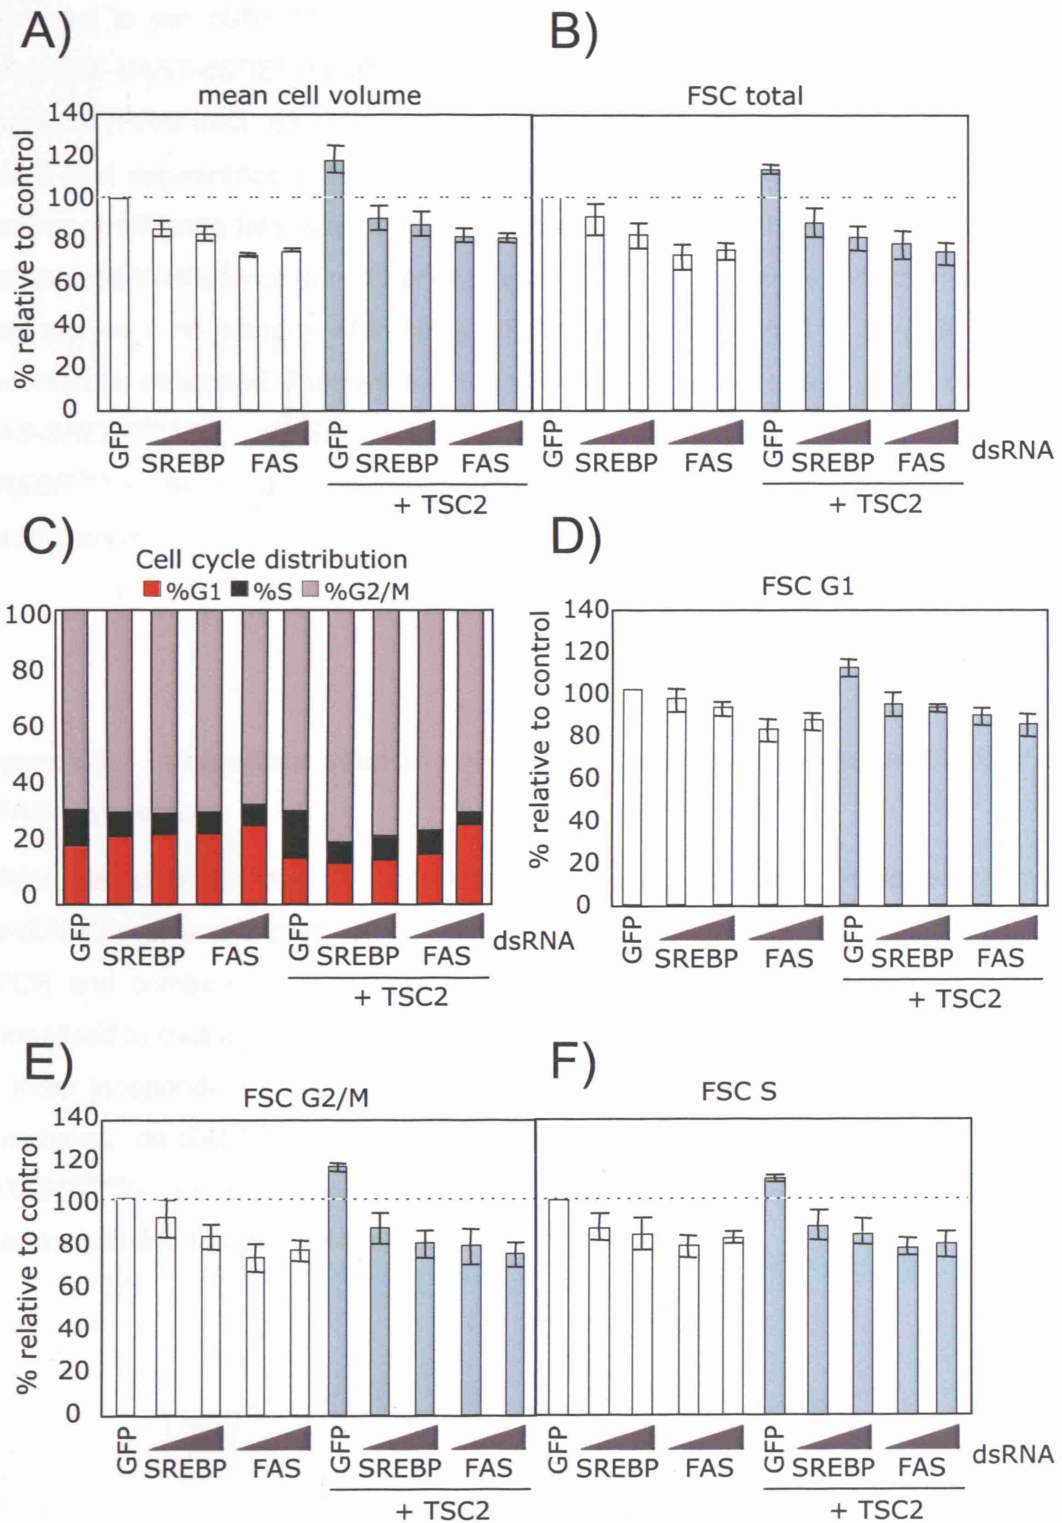 A)
B)
mean cell volume
FSC total
% relative to control
140
120
100
80
60
40
20
0
GFP
SREBP
FAS
GFP
SREBP
FAS
+ TSC2
GFP
SREBP
FAS
GFP
SREBP
FAS
dsRNA
+ TSC2
C)
Cell cycle distribution
%G1 %S %G2/M
100
80
60
40
20
0
GFP
SREBP
FAS
GFP
SREBP
FAS
dsRNA
+ TSC2
D)
FSC G1
% relative to control
140
120
100
80
60
40
20
0
GFP
SREBP
FAS
GFP
SREBP
FAS
+ TSC2
E)
F)
FSC G2/M
FSC S
% relative to control
140
120
100
80
60
40
20
0
GFP
SREBP
FAS
GFP
SREBP
FAS
+ TSC2
GFP
SREBP
FAS
GFP
SREBP
FAS
dsRNA
+ TSC2